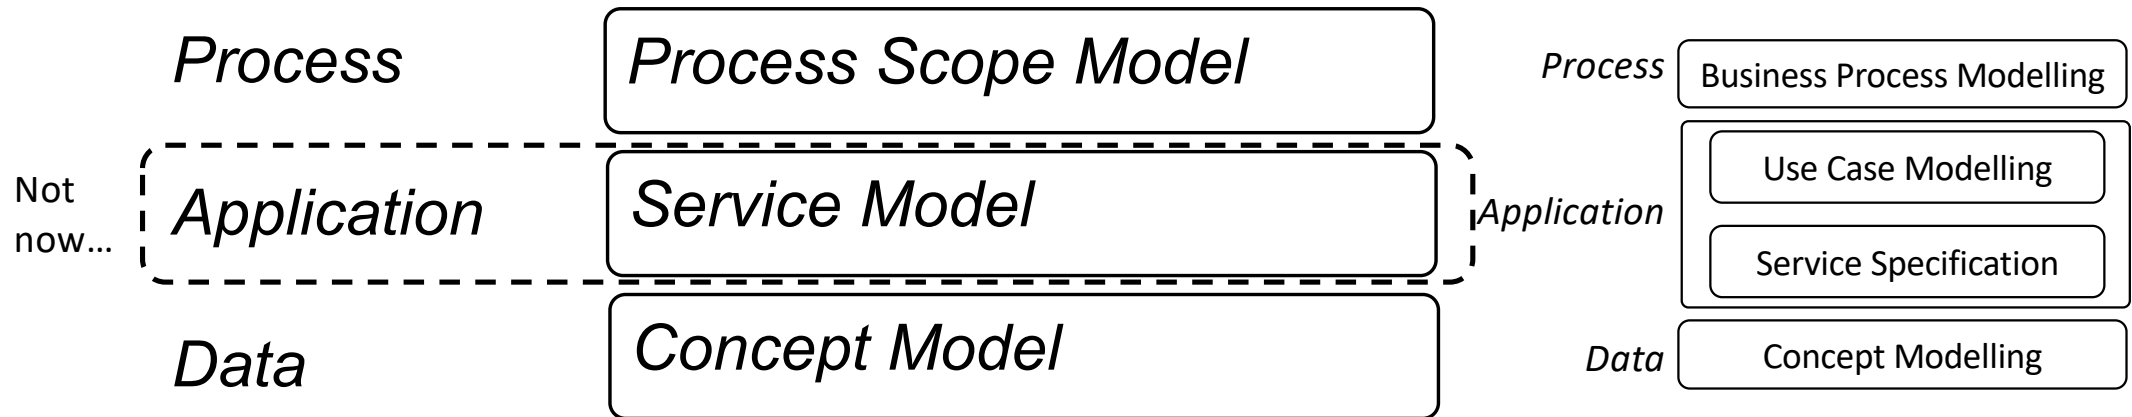 Process
Process Scope Model
Not
now…
Application
Service Model
Data
Concept Model
Process
Business Process Modelling
Application
Use Case Modelling
Service Specification
Data
Concept Modelling